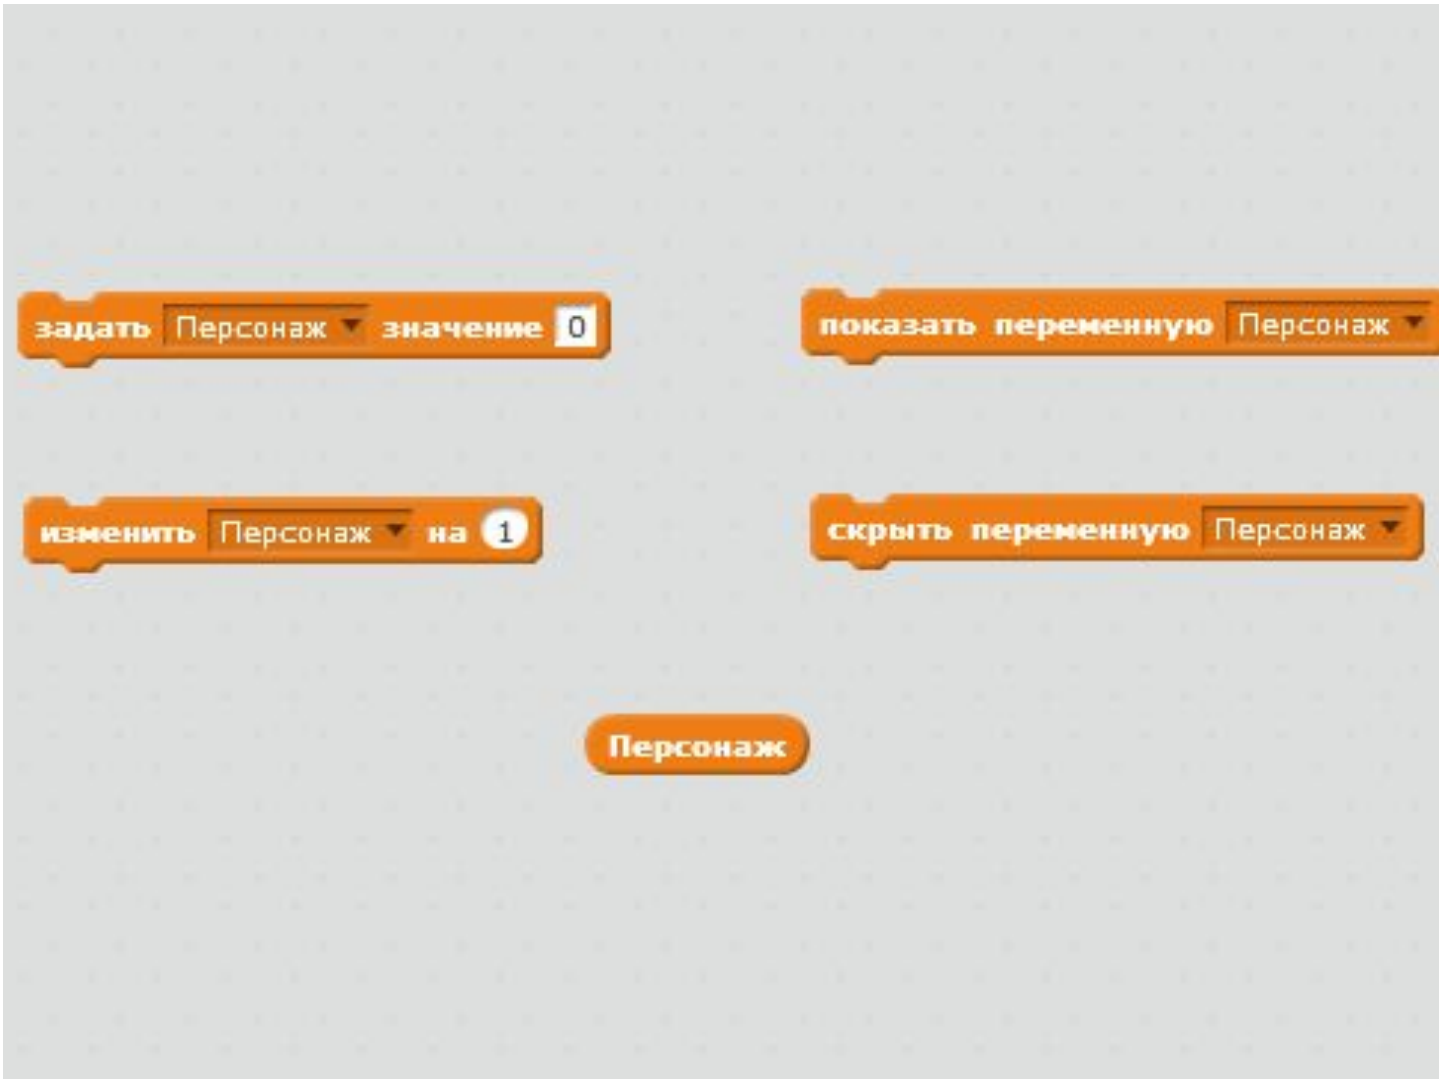 задать Персонаж значение 0
показать переменную Персонаж
изменить Персонаж на 1
скрыть переменную Персонаж
Персонаж